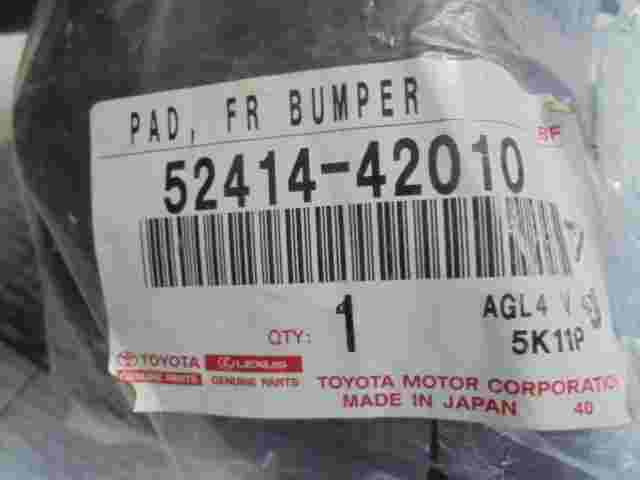 PAD, FR BUMPER
52414-42010
QTY: 1
AGL4 V
5K11P
TOYOTA LEXUS
GENUINE PARTS GENUINE PARTS
TOYOTA MOTOR CORPORATION
MADE IN JAPAN 40